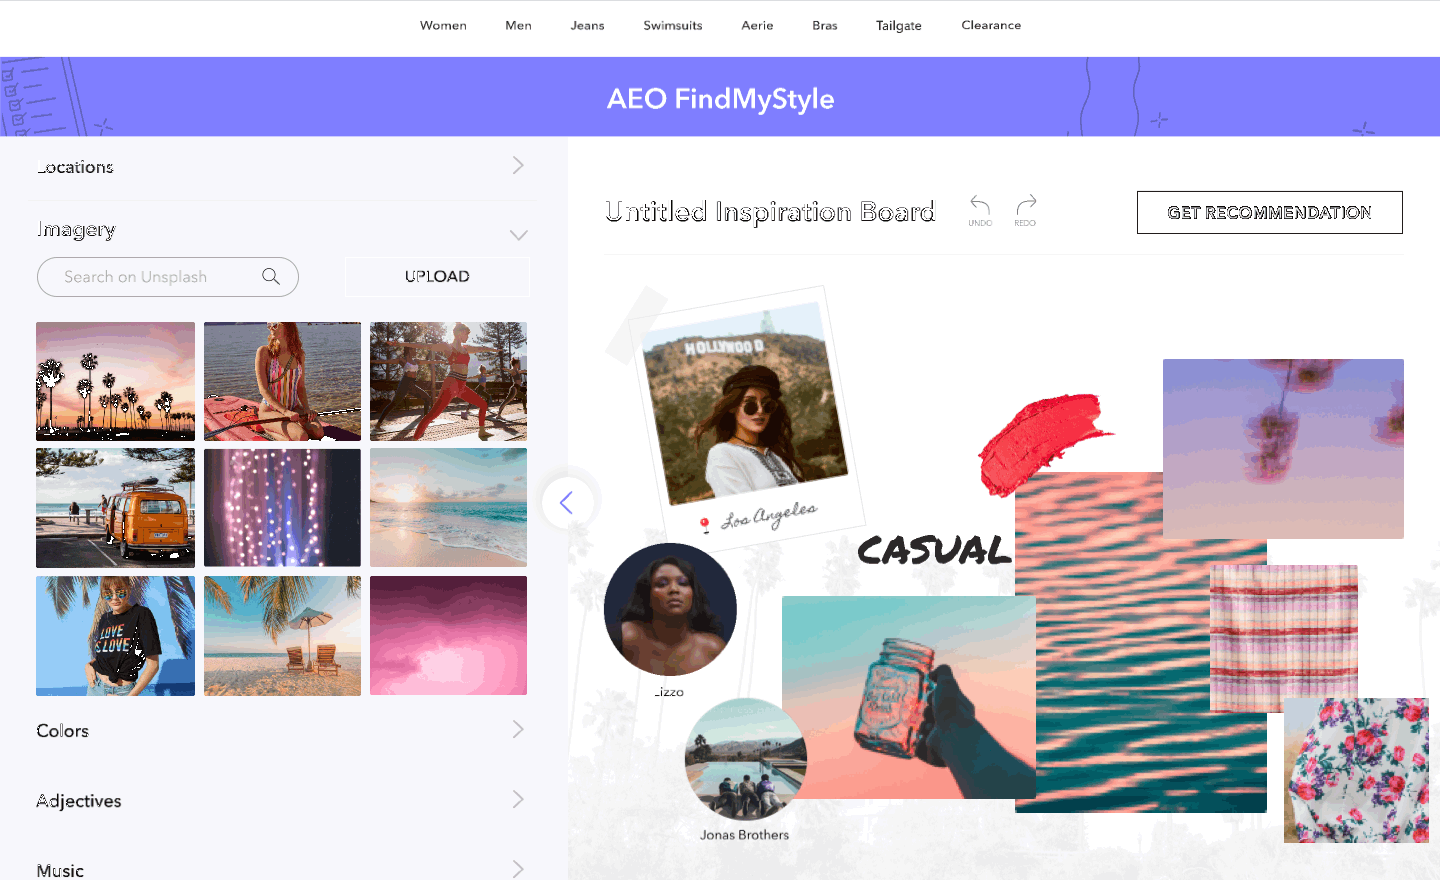 Women Men Jeans Swimsuits Aerie Bras Tailgate Clearance
AEO FindMyStyle
Locations
Imagery
Search on Unsplash
UPLOAD
LOVE
IS LOVE
Colors
Adjectives
Music
Untitled Inspiration Board
UNDO
REDO
GET RECOMMENDATION
HOLLYWOOD
Los Angeles
CASUAL
Lizzo
Jonas Brothers